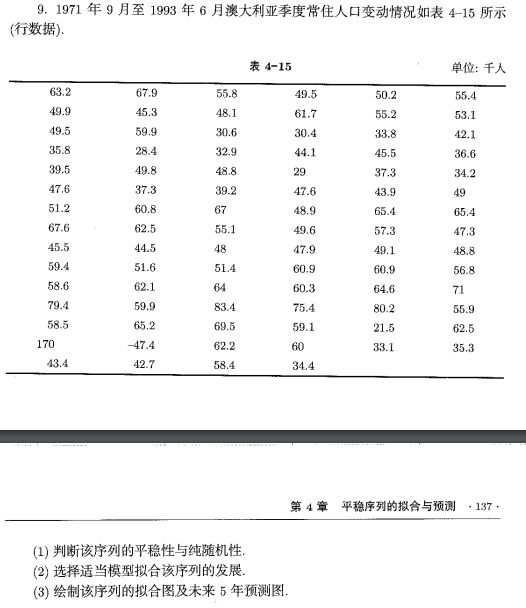 9. 1971 年 9 月至 1993 年 6 月澳大利亚季度常住人口变动情况如表 4–15 所示
(行数据).
表 4–15 单位: 千人
63.2 67.9 55.8 49.5 50.2 55.4
49.9 45.3 48.1 61.7 55.2 53.1
49.5 59.9 30.6 30.4 33.8 42.1
35.8 28.4 32.9 44.1 45.5 36.6
39.5 49.8 48.8 29 37.3 34.2
47.6 37.3 39.2 47.6 43.9 49
51.2 60.8 67 48.9 65.4 65.4
67.6 62.5 55.1 49.6 57.3 47.3
45.5 44.5 48 47.9 49.1 48.8
59.4 51.6 51.4 60.9 60.9 56.8
58.6 62.1 64 60.3 64.6 71
79.4 59.9 83.4 75.4 80.2 55.9
58.5 65.2 69.5 59.1 21.5 62.5
170 –47.4 62.2 60 33.1 35.3
43.4 42.7 58.4 34.4
第 4 章 平稳序列的拟合与预测 · 137 ·
(1) 判断该序列的平稳性与纯随机性.
(2) 选择适当模型拟合该序列的发展.
(3) 绘制该序列的拟合图及未来 5 年预测图.